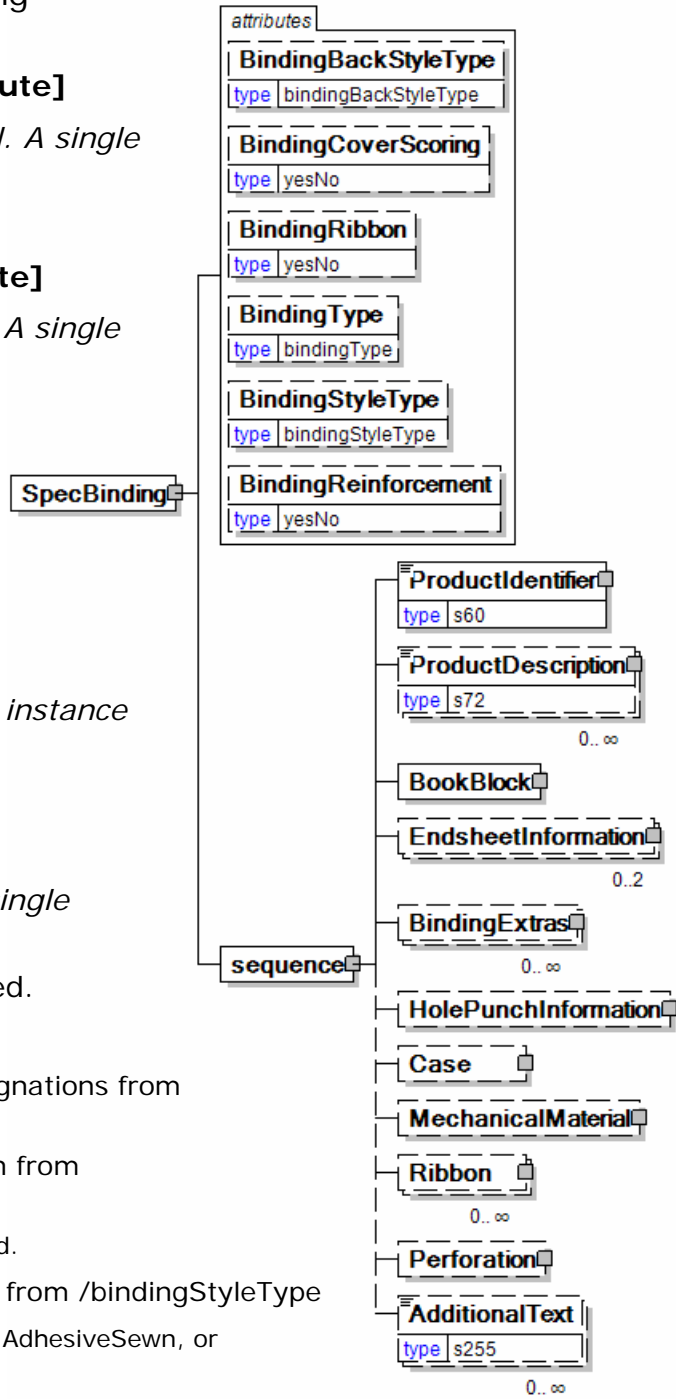 ng
ute]
l. A single
te]
A single
instance
ingle
ed.
gnations from
n from
d.
from /bindingStyleType
AdhesiveSewn, or
attributes
BindingBackStyleType
type bindingBackStyleType
BindingCoverScoring
type yesNo
BindingRibbon
type yesNo
BindingType
type bindingType
BindingStyleType
type bindingStyleType
BindingReinforcement
type yesNo
SpecBinding
sequence
ProductIdentifier
type s60
ProductDescription
type s72
0..∞
BookBlock
EndsheetInformation
0..2
BindingExtras
0..∞
HolePunchInformation
Case
MechanicalMaterial
Ribbon
0..∞
Perforation
AdditionalText
type s255
0..∞